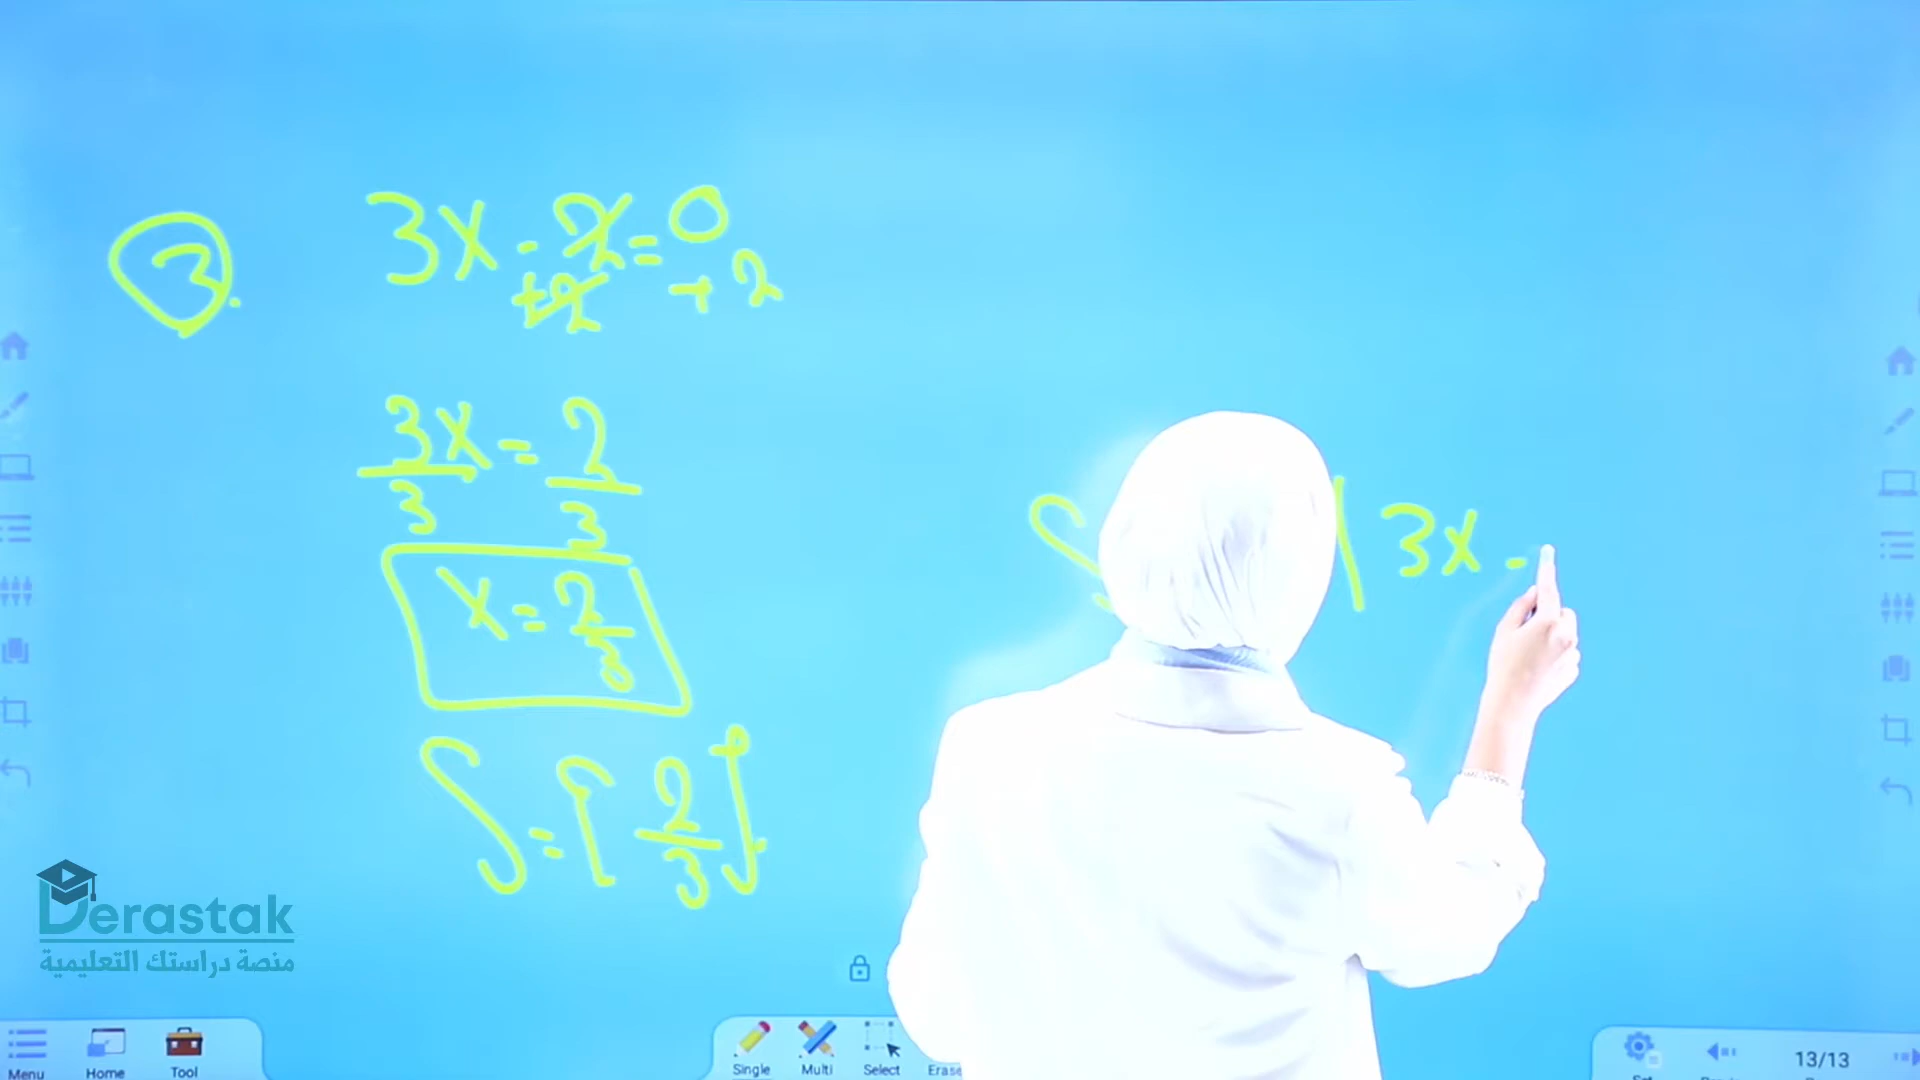 3.
3x - 2 = 0
+2 +2
3x = 2
3 3
x = 2/3
S = { 2/3 }
| 3x -
Derastak
منصة دراستك التعليمية
Menu Home Tool
Single Multi Select
13/13